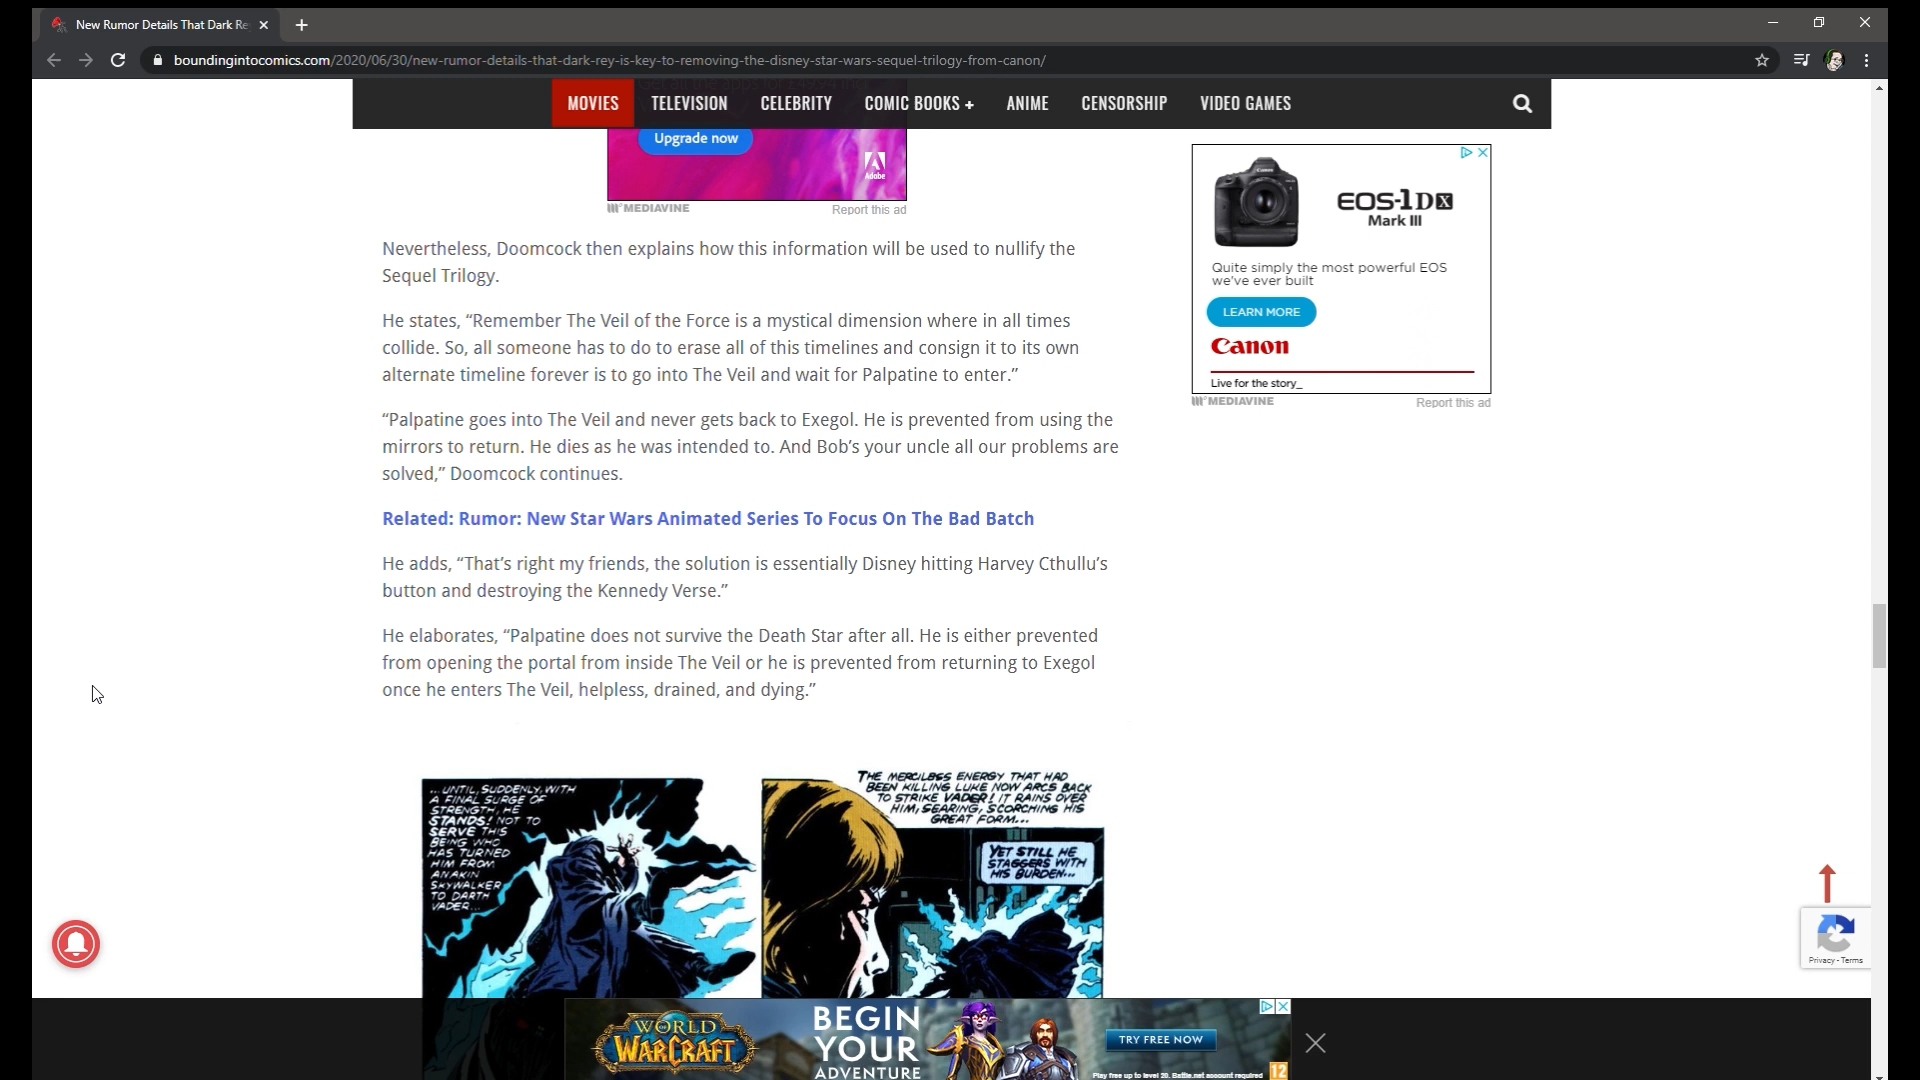 New Rumor Details That Dark Re
boundingintocomics.com/2020/06/30/new-rumor-details-that-dark-rey-is-key-to-removing-the-disney-star-wars-sequel-trilogy-from-canon/
MOVIES TELEVISION CELEBRITY COMIC BOOKS + ANIME CENSORSHIP VIDEO GAMES
Upgrade now
Adobe
MEDIAVINE Report this ad
Nevertheless, Doomcock then explains how this information will be used to nullify the
Sequel Trilogy.
He states, “Remember The Veil of the Force is a mystical dimension where in all times
collide. So, all someone has to do to erase all of this timelines and consign it to its own
alternate timeline forever is to go into The Veil and wait for Palpatine to enter.”
“Palpatine goes into The Veil and never gets back to Exegol. He is prevented from using the
mirrors to return. He dies as he was intended to. And Bob’s your uncle all our problems are
solved,” Doomcock continues.
Related: Rumor: New Star Wars Animated Series To Focus On The Bad Batch
He adds, “That’s right my friends, the solution is essentially Disney hitting Harvey Cthullu’s
button and destroying the Kennedy Verse.”
He elaborates, “Palpatine does not survive the Death Star after all. He is either prevented
from opening the portal from inside The Veil or he is prevented from returning to Exegol
once he enters The Veil, helpless, drained, and dying.”
...UNTIL, SUDDENLY, WITH
A FINAL SURGE OF
STRENGTH, HE
STANDS! NOT TO
SERVE THIS
BEING WHO
HAS TURNED
HIM FROM
ANAKIN
SKYWALKER
TO DARTH
VADER...
THE MERCILESS ENERGY THAT HAD
BEEN KILLING LUKE NOW ARCS BACK
TO STRIKE VADER! IT RAINS OVER
HIM, SEARING, SCORCHING HIS
GREAT FORM...
YET STILL HE
STAGGERS WITH
HIS BURDEN...
Canon
EOS-1DX
Mark III
Quite simply the most powerful EOS
we've ever built
LEARN MORE
Canon
Live for the story_
MEDIAVINE Report this ad
Privacy - Terms
WORLD
OF
WARCRAFT
BEGIN
YOUR
ADVENTURE
TRY FREE NOW
Play free up to level 20. Battle.net account required
12